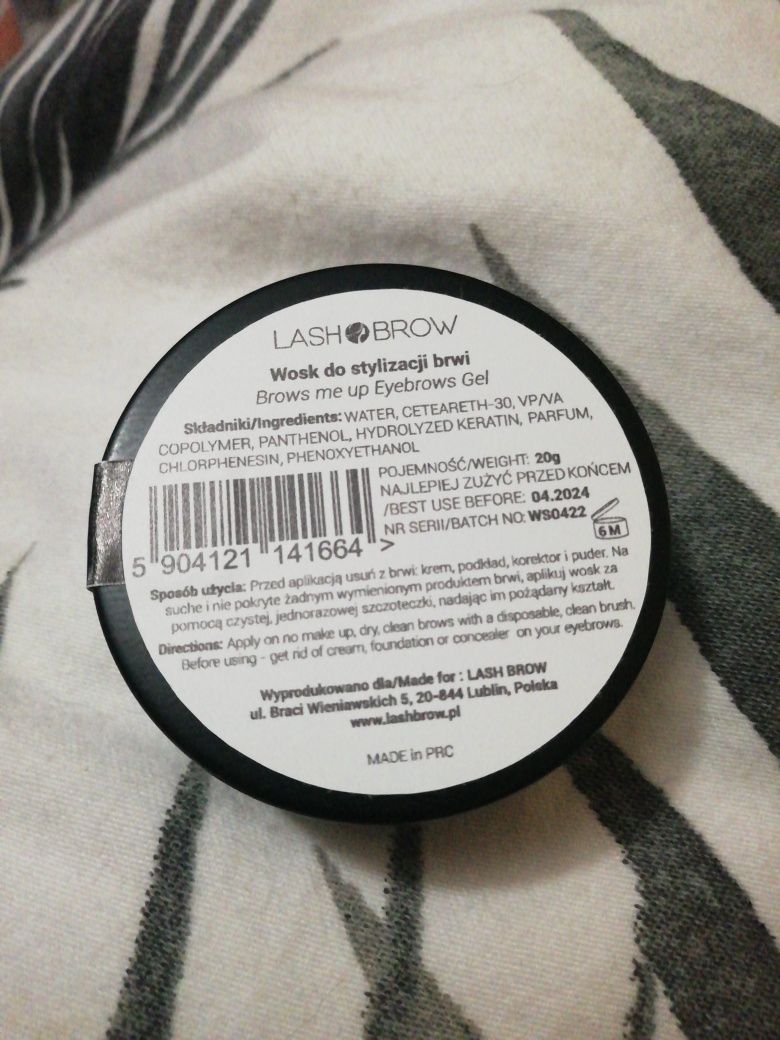 LASH BROW
Wosk do stylizacji brwi
Brows me up Eyebrows Gel
Składniki/Ingredients: WATER, CETEARETH-30, VP/VA
COPOLYMER, PANTHENOL, HYDROLYZED KERATIN, PARFUM,
CHLORPHENESIN, PHENOXYETHANOL
POJEMNOŚĆ/WEIGHT: 20g
NAJLEPIEJ ZUŻYĆ PRZED KOŃCEM
/BEST USE BEFORE: 04.2024
NR SERII/BATCH NO: WS0422
6 M
5 904121 141664 >
Sposób użycia: Przed aplikacją usuń z brwi: krem, podkład, korektor i puder. Na
suche i nie pokryte żadnym wymienionym produktem brwi, aplikuj wosk za
pomocą czystej, jednorazowej szczoteczki, nadając im pożądany kształt.
Directions: Apply on no make up, dry, clean brows with a disposable, clean brush.
Before using - get rid of cream, foundation or concealer on your eyebrows.
Wyprodukowano dla/Made for : LASH BROW
ul. Braci Wieniawskich 5, 20-844 Lublin, Polska
www.lashbrow.pl
MADE in PRC